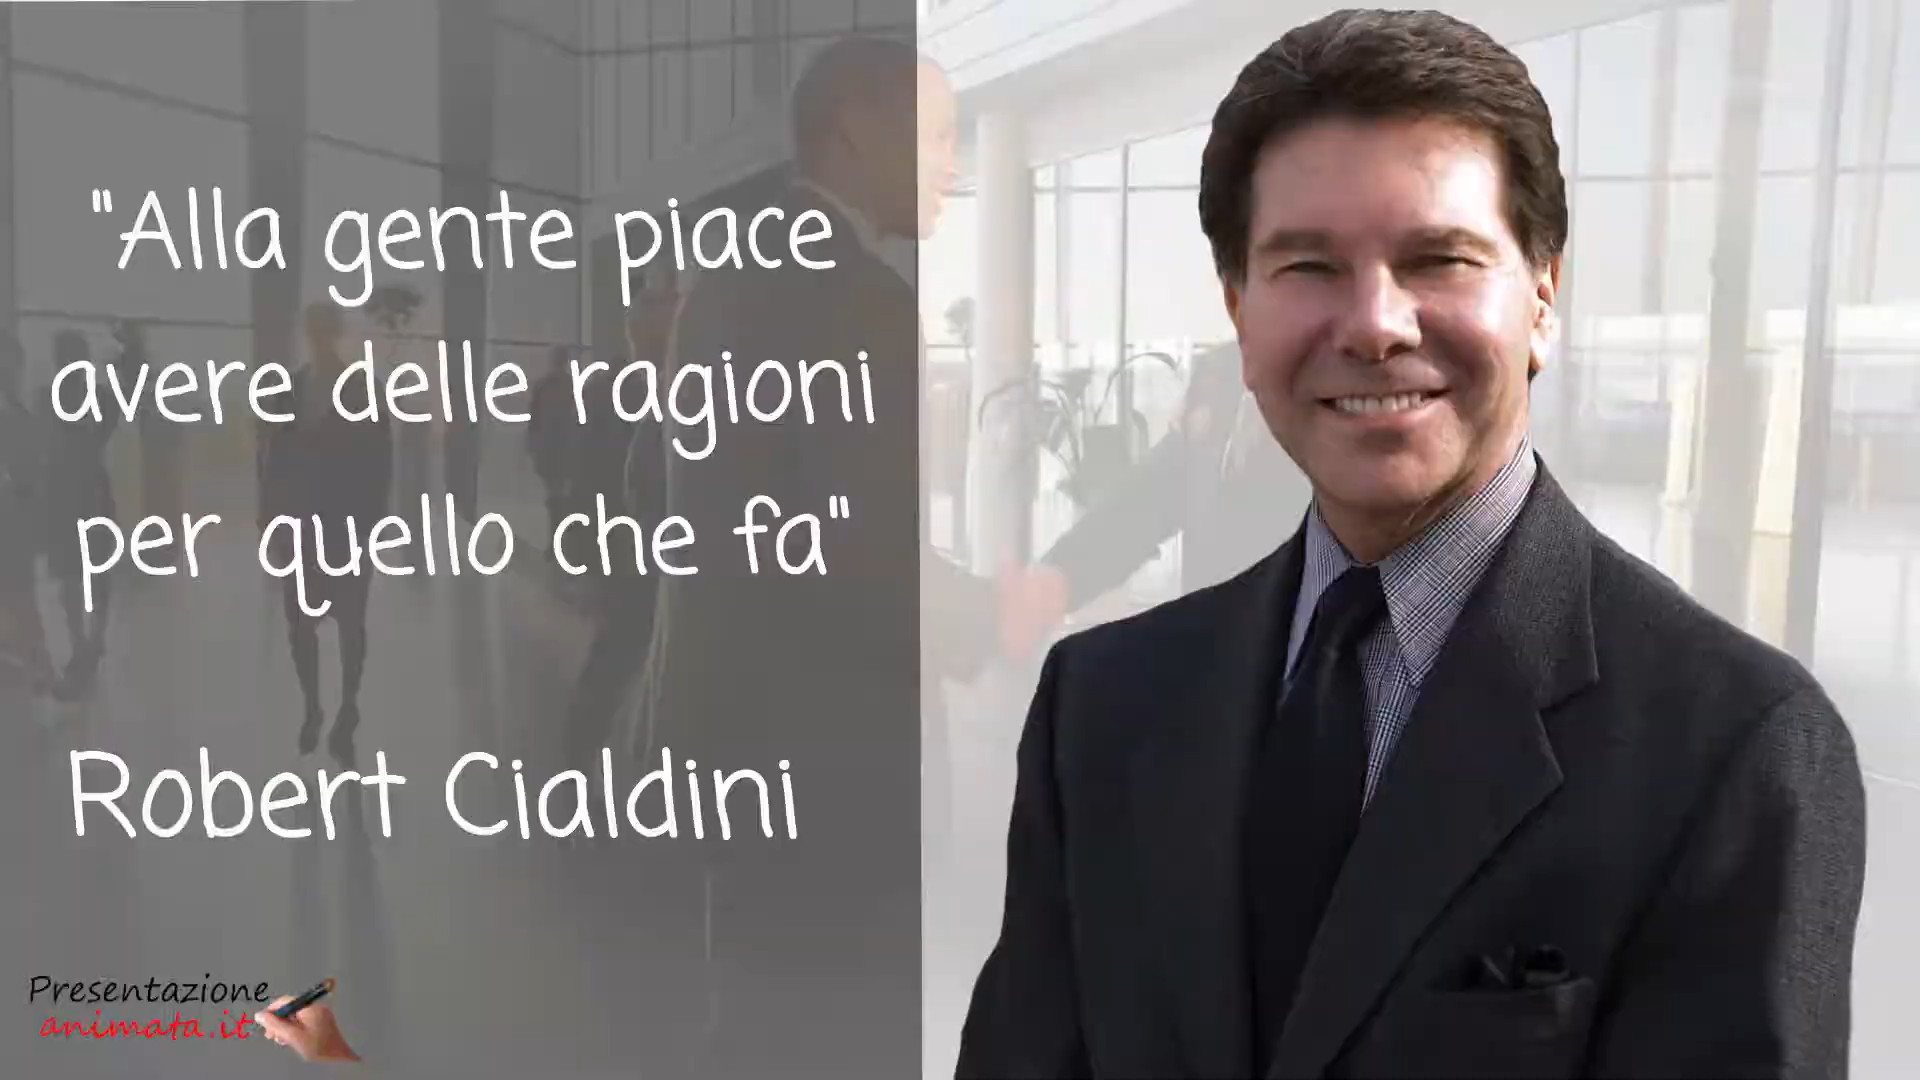 "Alla gente piace
avere delle ragioni
per quello che fa"
Robert Cialdini
Presentazione
animata.it